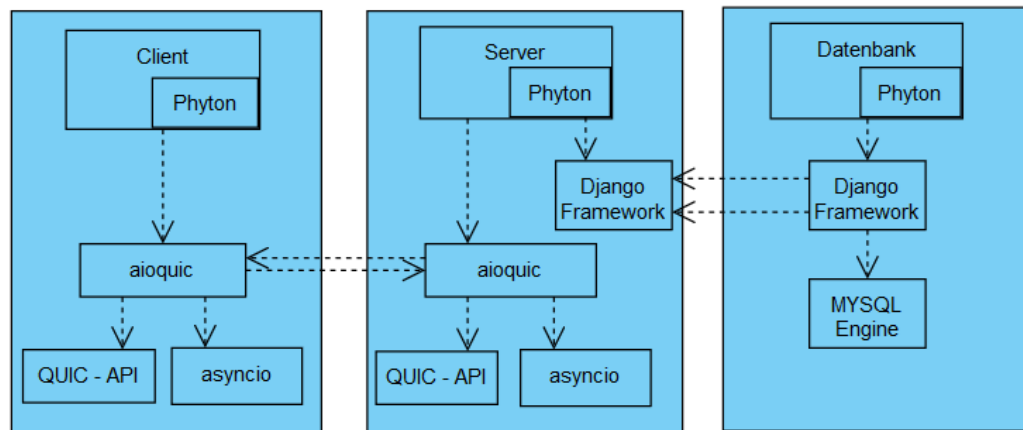 Client
Phyton
aioquic
QUIC - API
asyncio
Server
Phyton
Django
Framework
aioquic
QUIC - API
asyncio
Datenbank
Phyton
Django
Framework
MYSQL
Engine